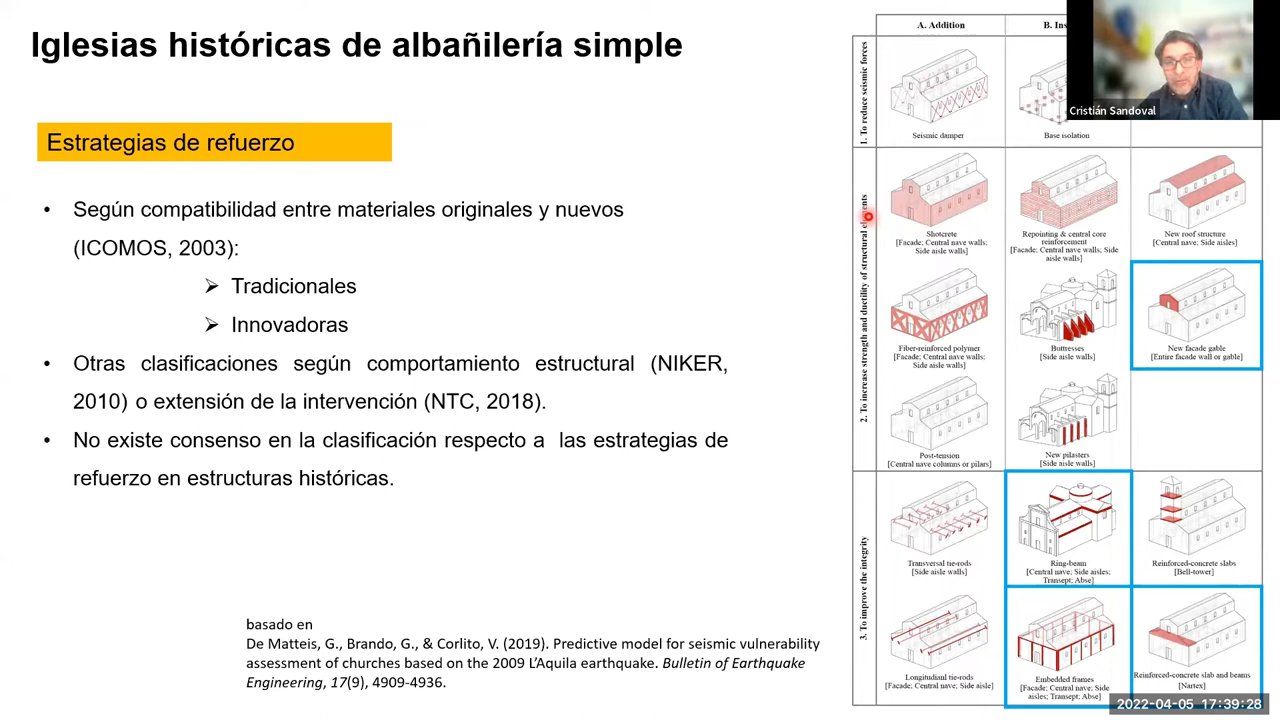 Iglesias históricas de albañilería simple
Estrategias de refuerzo
• Según compatibilidad entre materiales originales y nuevos
(ICOMOS, 2003):
➢ Tradicionales
➢ Innovadoras
• Otras clasificaciones según comportamiento estructural (NIKER,
2010) o extensión de la intervención (NTC, 2018).
• No existe consenso en la clasificación respecto a las estrategias de
refuerzo en estructuras históricas.
basado en
De Matteis, G., Brando, G., & Corlito, V. (2019). Predictive model for seismic vulnerability
assessment of churches based on the 2009 L'Aquila earthquake. Bulletin of Earthquake
Engineering, 17(9), 4909-4936.
A. Addition
B. Ins
Cristián Sandoval
1. To reduce seismic forces
Seismic damper
Base isolation
2. To increase strength and ductility of structural elements
Shotcrete
[Facade; Central nave walls;
Side aisle walls]
Repointing & central core
reinforcement
[Facade; Central nave walls; Side
aisle walls]
New roof structure
[Central nave; Side aisles]
Fiber-reinforced polymer
[Facade; Central nave walls;
Side aisle walls]
Buttresses
[Side aisle walls]
New facade gable
[Entire facade wall or gable]
Post-tension
[Central nave columns or pilars]
New pilasters
[Side aisle walls]
3. To improve the integrity
Transversal tie-rods
[Side aisle walls]
Ring-beam
[Central nave; Side aisles;
Transept; Abse]
Reinforced-concrete slabs
[Bell-tower]
Longitudianl tie-rods
[Facade; Central nave; Side aisle]
Embedded frames
[Facade; Central nave; Side
aisles; Transept; Abse]
Reinforced-concrete slab and beams
[Nartex]
2022-04-05 17:39:28